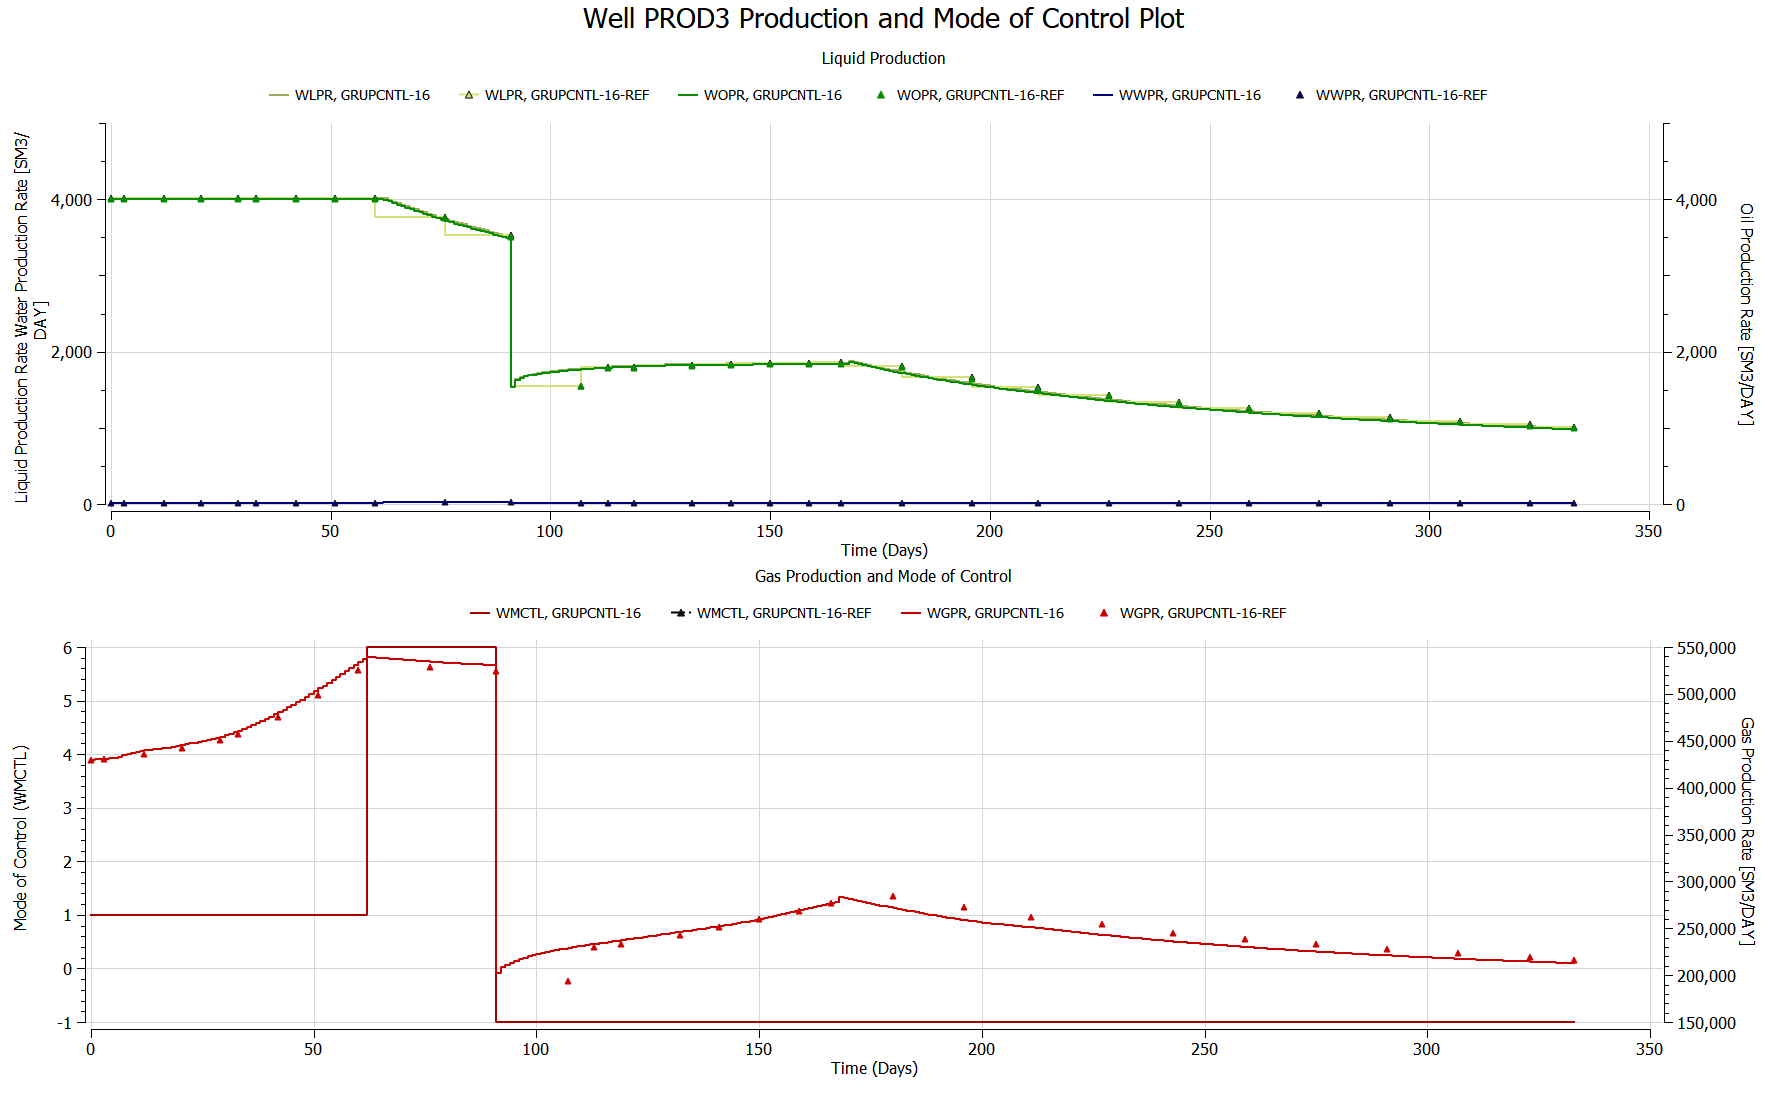 Well PROD3 Production and Mode of Control Plot
Liquid Production
WLPR, GRUPCNTL-16 WLPR, GRUPCNTL-16-REF WOPR, GRUPCNTL-16 WOPR, GRUPCNTL-16-REF WWPR, GRUPCNTL-16 WWPR, GRUPCNTL-16-REF
Liquid Production Rate Water Production Rate [SM3/
DAY]
4,000
2,000
0
4,000
2,000
0
Oil Production Rate [SM3/DAY]
0 50 100 150 200 250 300 350
Time (Days)
Gas Production and Mode of Control
WMCTL, GRUPCNTL-16 WMCTL, GRUPCNTL-16-REF WGPR, GRUPCNTL-16 WGPR, GRUPCNTL-16-REF
Mode of Control (WMCTL)
6
5
4
3
2
1
0
-1
550,000
500,000
450,000
400,000
350,000
300,000
250,000
200,000
150,000
Gas Production Rate [SM3/DAY]
0 50 100 150 200 250 300 350
Time (Days)